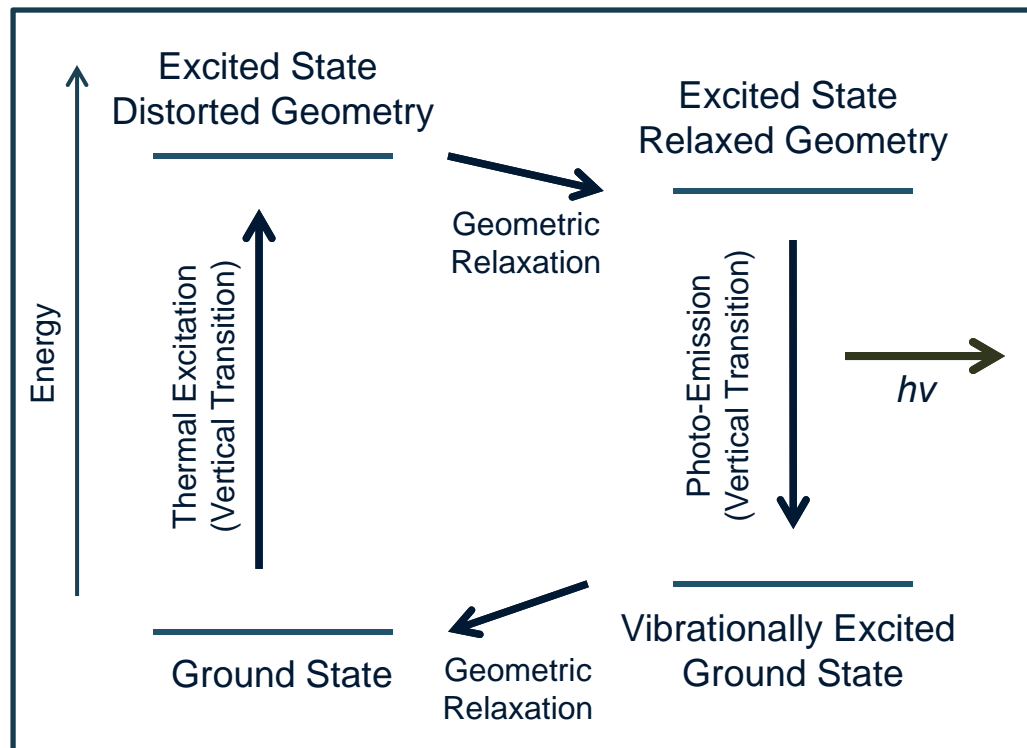 Excited State
Distorted Geometry
Excited State
Relaxed Geometry
Geometric
Relaxation
Energy
Thermal Excitation
(Vertical Transition)
Photo-Emission
(Vertical Transition)
hv
Ground State
Geometric
Relaxation
Vibrationally Excited
Ground State